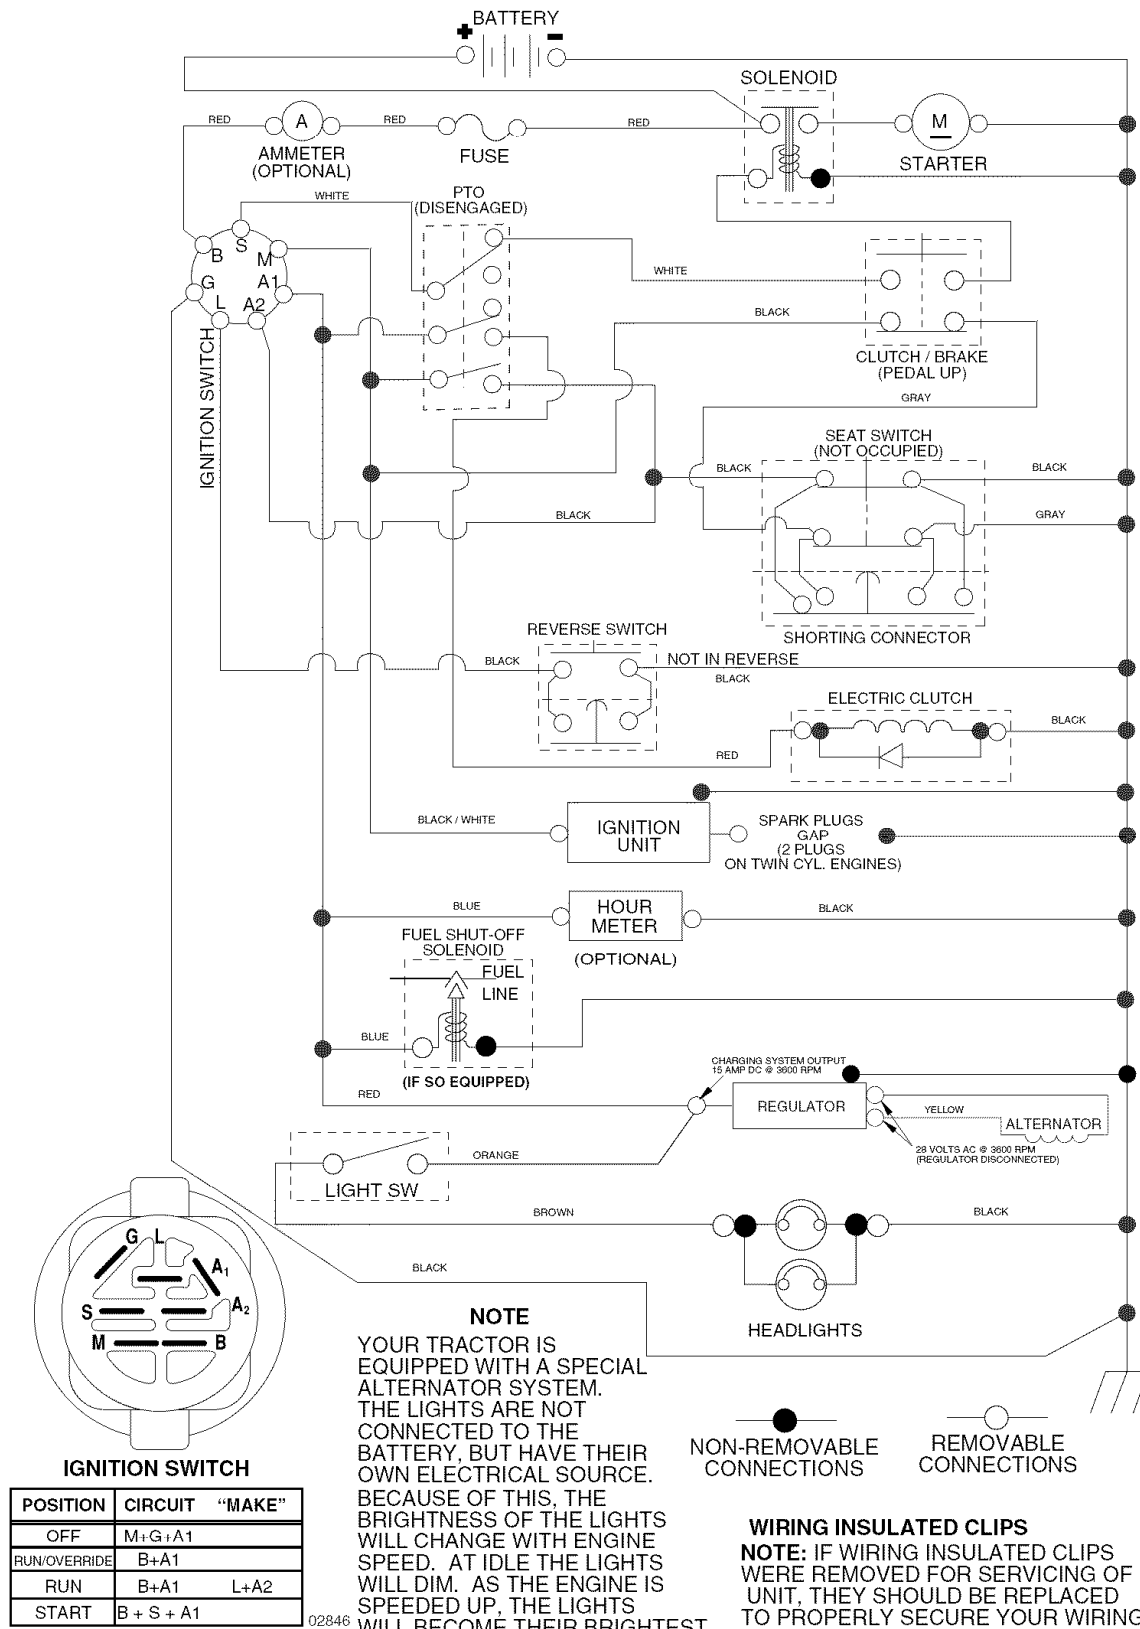 BATTERY
+
-
SOLENOID
RED
A
RED
RED
M
AMMETER
(OPTIONAL)
FUSE
STARTER
WHITE
PTO
(DISENGAGED)
S
B
M
G
A1
L
A2
WHITE
BLACK
CLUTCH / BRAKE
(PEDAL UP)
IGNITION SWITCH
GRAY
SEAT SWITCH
(NOT OCCUPIED)
BLACK
BLACK
BLACK
GRAY
SHORTING CONNECTOR
REVERSE SWITCH
BLACK
NOT IN REVERSE
BLACK
ELECTRIC CLUTCH
BLACK
RED
BLACK / WHITE
IGNITION
UNIT
SPARK PLUGS
GAP
(2 PLUGS
ON TWIN CYL. ENGINES)
BLUE
HOUR
METER
BLACK
(OPTIONAL)
FUEL SHUT-OFF
SOLENOID
FUEL
LINE
BLUE
(IF SO EQUIPPED)
CHARGING SYSTEM OUTPUT
15 AMP DC @ 3600 RPM
RED
REGULATOR
YELLOW
ALTERNATOR
28 VOLTS AC @ 3600 RPM
(REGULATOR DISCONNECTED)
ORANGE
LIGHT SW
BROWN
BLACK
BLACK
HEADLIGHTS
G
L
A1
S
A2
M
B
IGNITION SWITCH
POSITION CIRCUIT "MAKE"
OFF M+G+A1
RUN/OVERRIDE B+A1
RUN B+A1 L+A2
START B + S + A1
02846
NOTE
YOUR TRACTOR IS
EQUIPPED WITH A SPECIAL
ALTERNATOR SYSTEM.
THE LIGHTS ARE NOT
CONNECTED TO THE
BATTERY, BUT HAVE THEIR
OWN ELECTRICAL SOURCE.
BECAUSE OF THIS, THE
BRIGHTNESS OF THE LIGHTS
WILL CHANGE WITH ENGINE
SPEED. AT IDLE THE LIGHTS
WILL DIM. AS THE ENGINE IS
SPEEDED UP, THE LIGHTS
WILL BECOME THEIR BRIGHTEST
NON-REMOVABLE
CONNECTIONS
REMOVABLE
CONNECTIONS
WIRING INSULATED CLIPS
NOTE: IF WIRING INSULATED CLIPS
WERE REMOVED FOR SERVICING OF
UNIT, THEY SHOULD BE REPLACED
TO PROPERLY SECURE YOUR WIRING